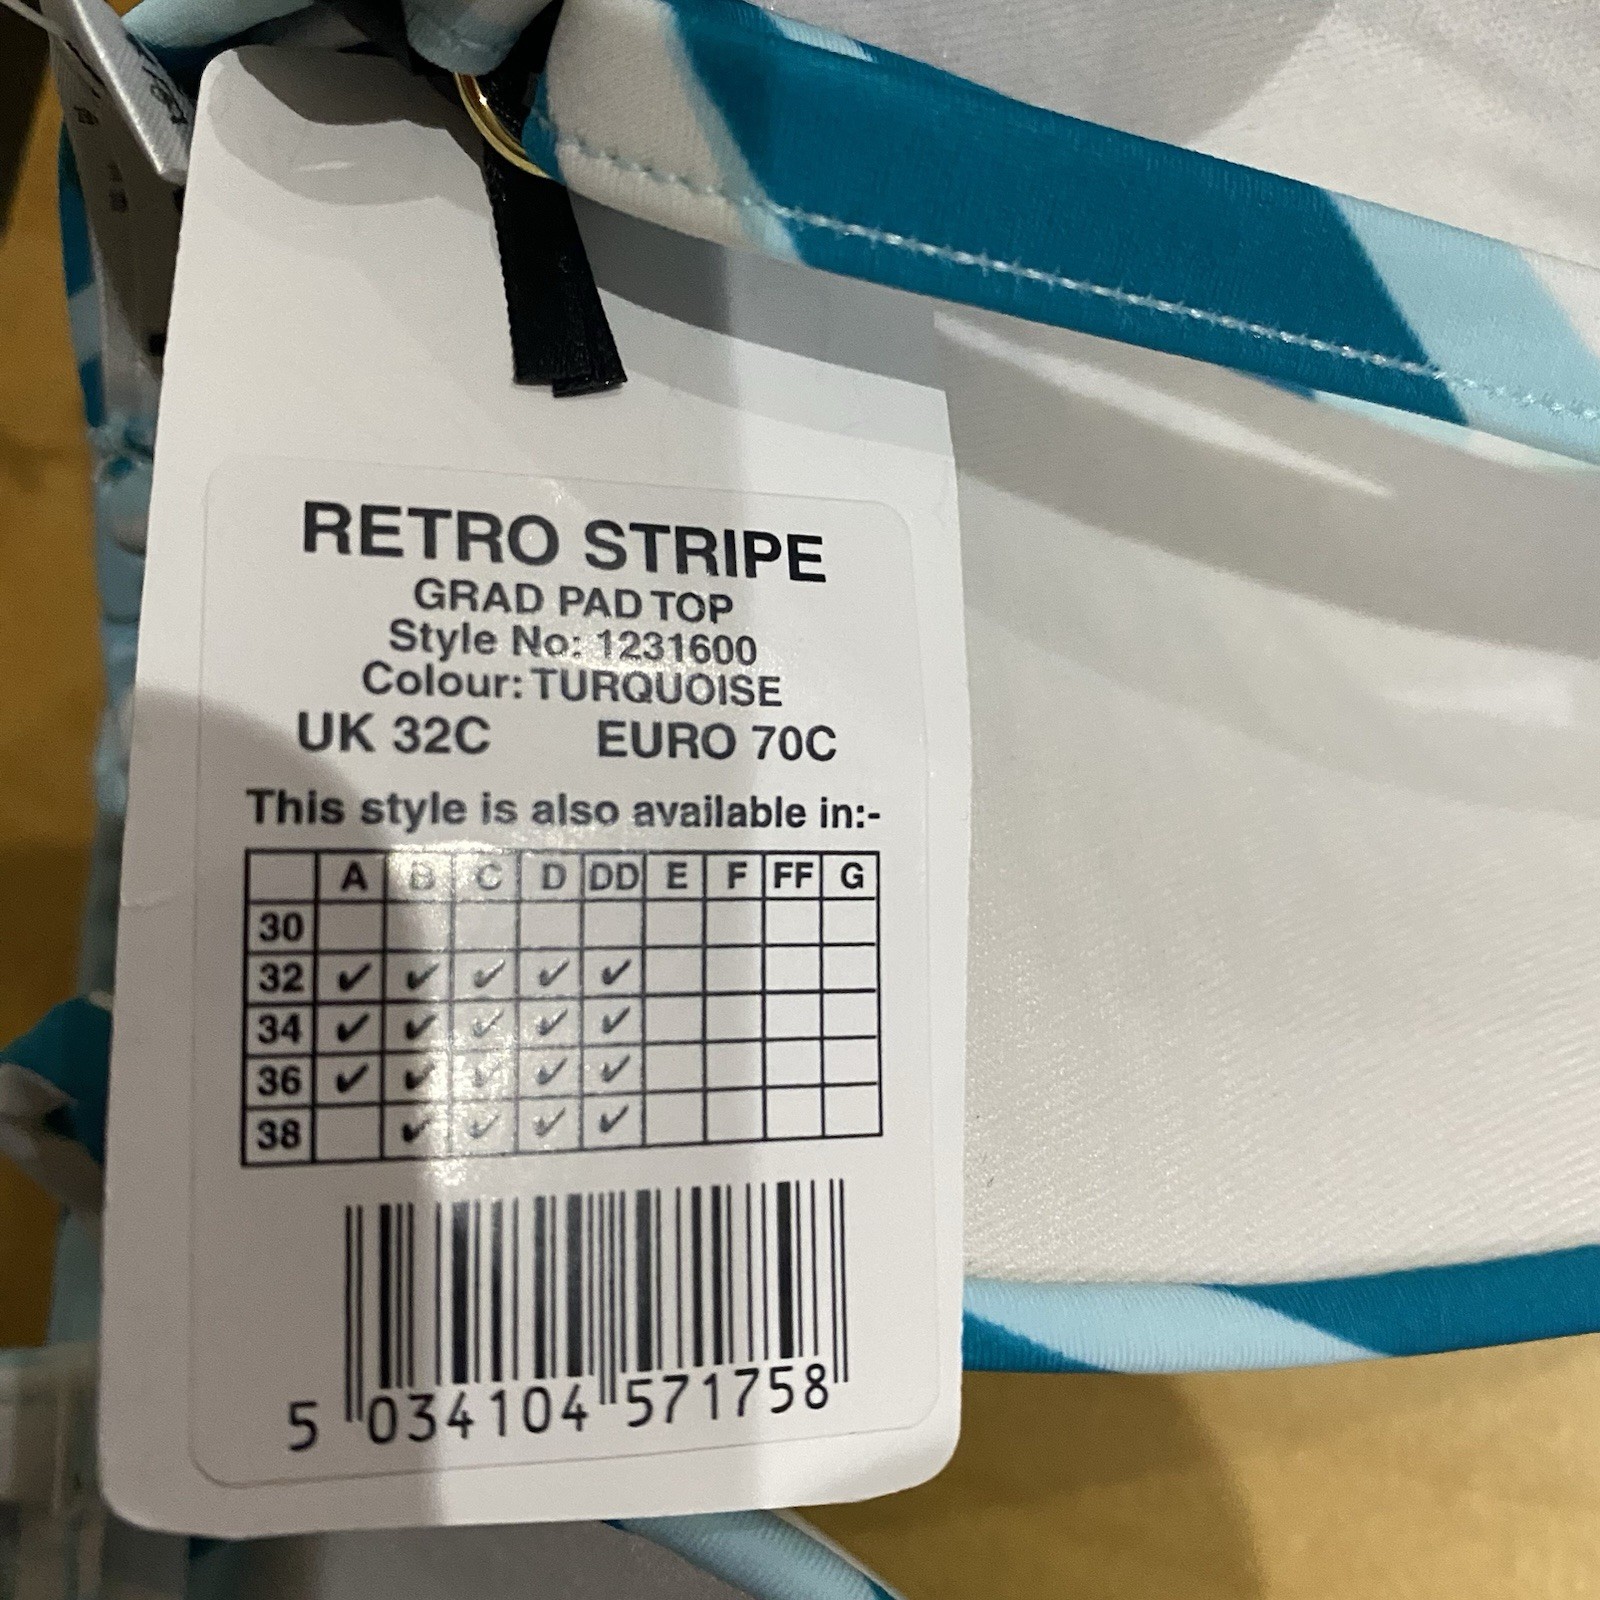 RETRO STRIPE
GRAD PAD TOP
Style No: 1231600
Colour: TURQUOISE
UK 32C EURO 70C
This style is also available in:-
A B C D DD E F FF G
30
32 ✓ ✓ ✓ ✓ ✓
34 ✓ ✓ ✓ ✓ ✓
36 ✓ ✓ ✓ ✓ ✓
38 ✓ ✓ ✓ ✓
5 034104 571758